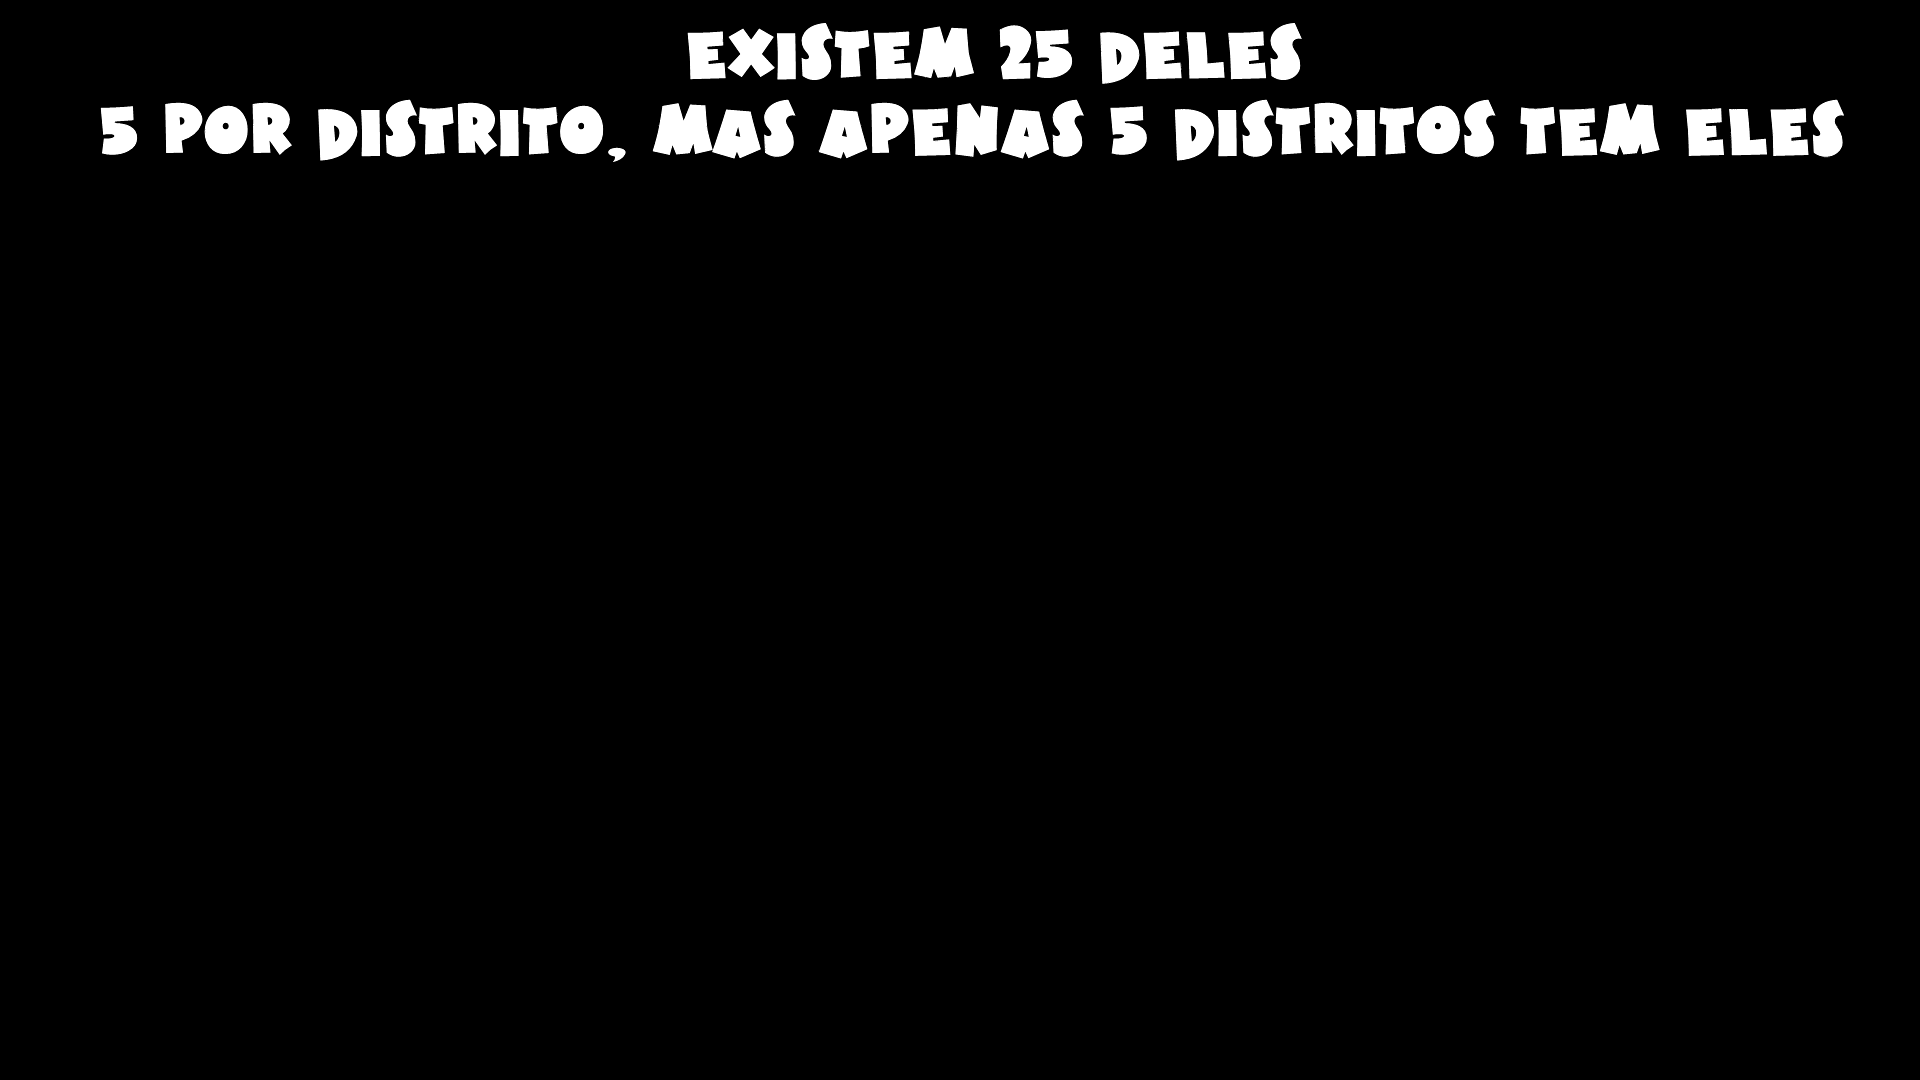 EXISTEM 25 DELES
5 POR DISTRITO, MAS APENAS 5 DISTRITOS TEM ELES